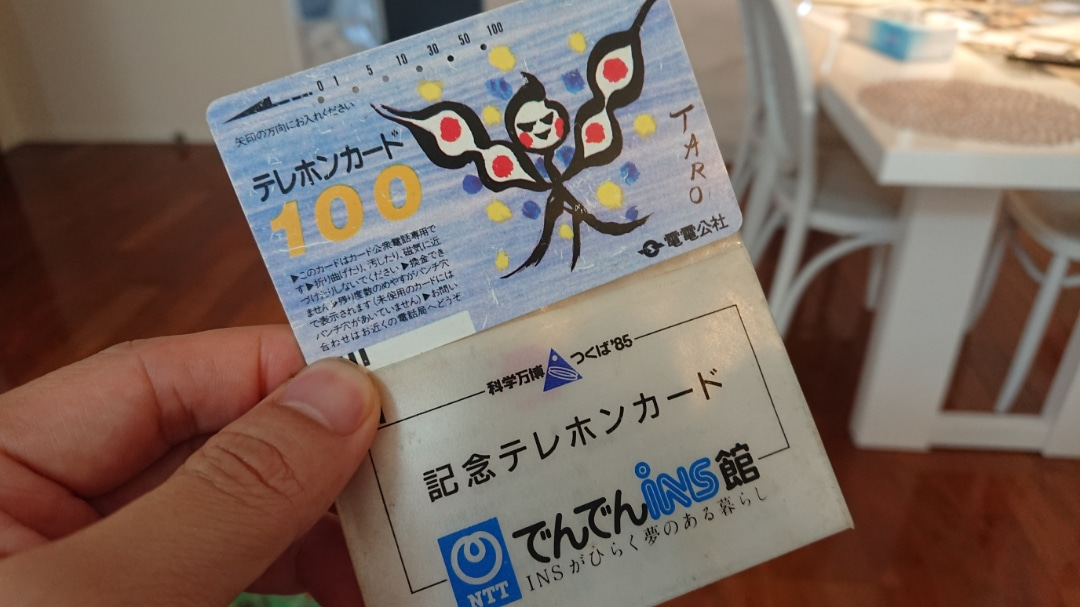 0 1 5 10 30 50 100
矢印の方向にお入れください
テレホンカード
100
TARO
▶このカードはカード公衆電話専用で
す▶折り曲げたり、汚したり、磁気に近
づけたりしないでください▶換金でき
ません▶残り度数のめやすがパンチ穴
で表示されます(未使用のカードには
パンチ穴があいていません)▶お問い
合わせはお近くの電話局へどうぞ
電電公社
科学万博 つくば'85
記念テレホンカード
でんでんINS館
INSがひらく夢のある暮らし
NTT